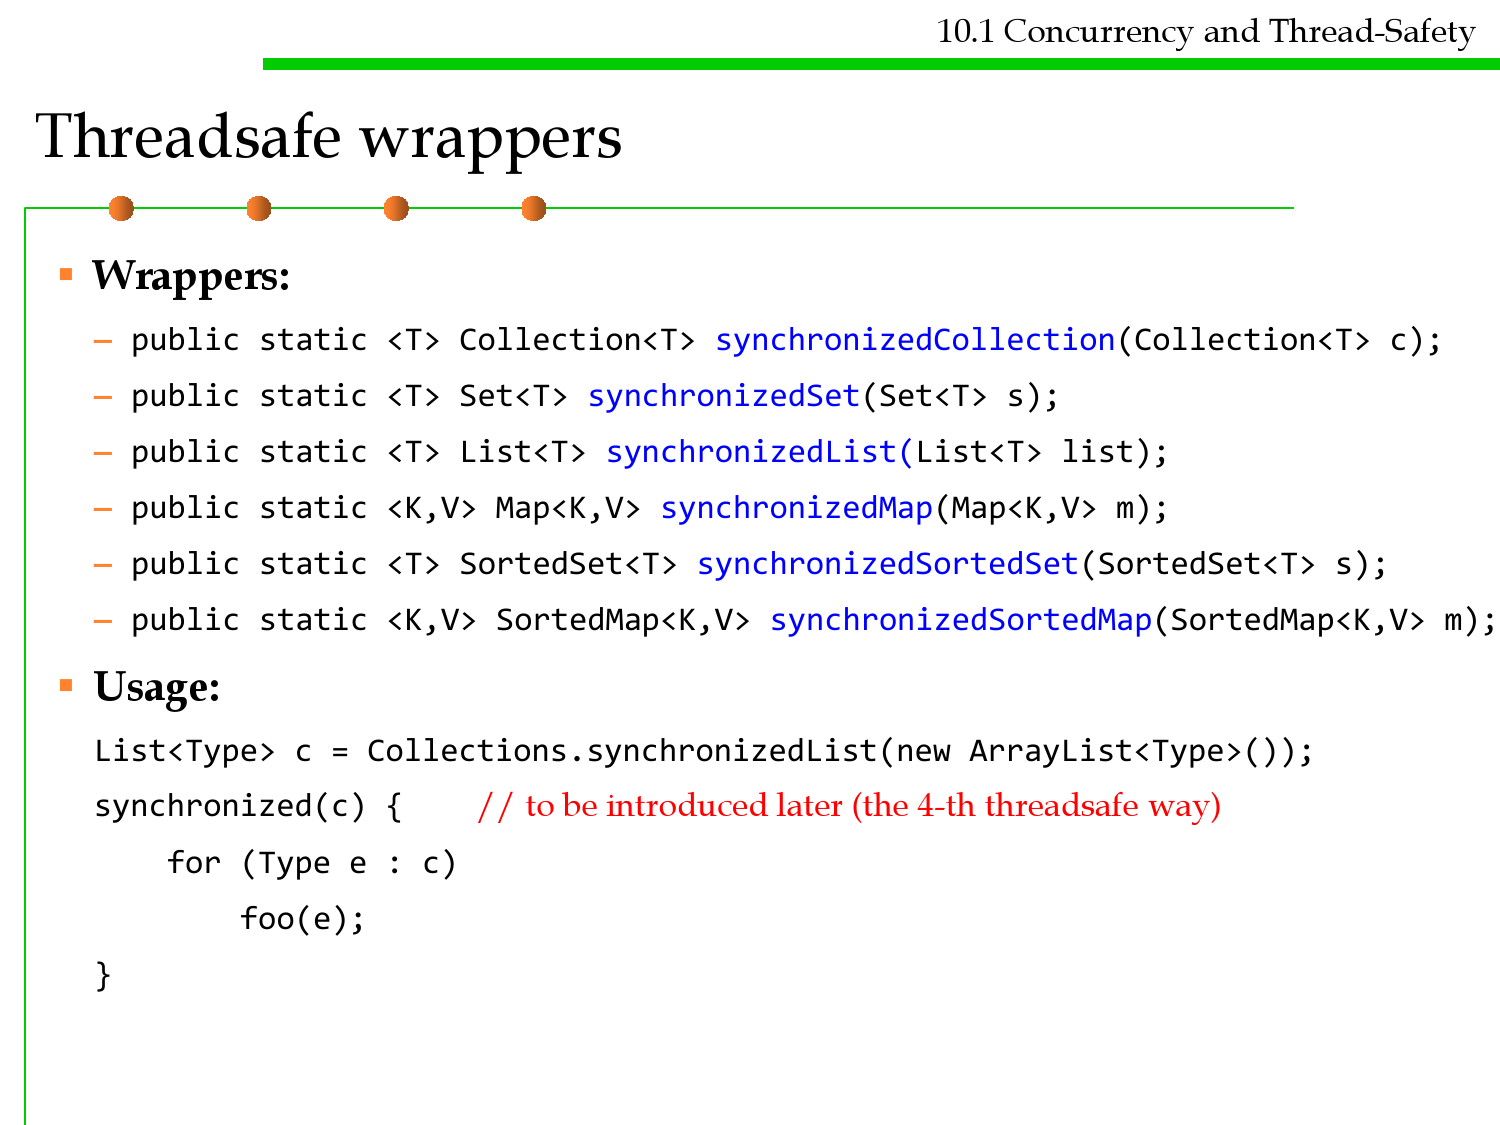 10.1 Concurrency and Thread-Safety
Threadsafe wrappers
▪ Wrappers:
– public static <T> Collection<T> synchronizedCollection(Collection<T> c);
– public static <T> Set<T> synchronizedSet(Set<T> s);
– public static <T> List<T> synchronizedList(List<T> list);
– public static <K,V> Map<K,V> synchronizedMap(Map<K,V> m);
– public static <T> SortedSet<T> synchronizedSortedSet(SortedSet<T> s);
– public static <K,V> SortedMap<K,V> synchronizedSortedMap(SortedMap<K,V> m);
▪ Usage:
List<Type> c = Collections.synchronizedList(new ArrayList<Type>());
synchronized(c) { // to be introduced later (the 4-th threadsafe way)
for (Type e : c)
foo(e);
}